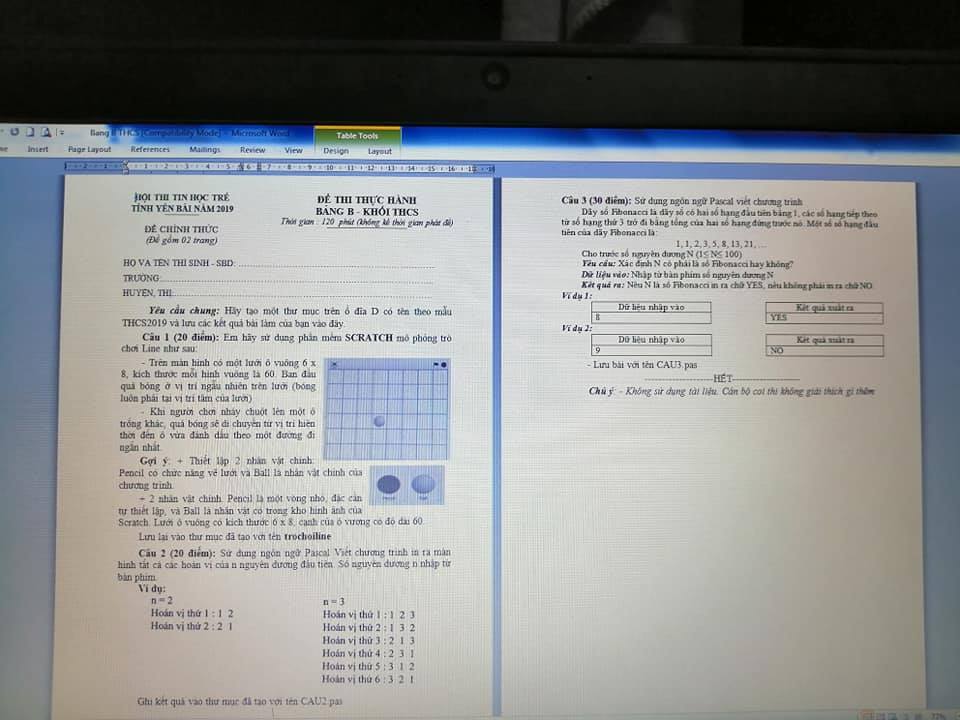 Bang B THCS [Compatibility Mode] - Microsoft Word
Table Tools
Insert Page Layout References Mailings Review View Design Layout
HỘI THI TIN HỌC TRẺ
TỈNH YÊN BÁI NĂM 2019
ĐỀ CHÍNH THỨC
(Đề gồm 02 trang)
ĐỀ THI THỰC HÀNH
BẢNG B - KHỐI THCS
Thời gian : 120 phút (không kể thời gian phát đề)
HỌ VÀ TÊN THÍ SINH - SBD:
TRƯỜNG:
HUYỆN, THỊ:
Yêu cầu chung: Hãy tạo một thư mục trên ổ đĩa D có tên theo mẫu
THCS2019 và lưu các kết quả bài làm của bạn vào đây.
Câu 1 (20 điểm): Em hãy sử dụng phần mềm SCRATCH mô phỏng trò
chơi Line như sau:
- Trên màn hình có một lưới ô vuông 6 x
8, kích thước mỗi hình vuông là 60. Ban đầu
quả bóng ở vị trí ngẫu nhiên trên lưới (bóng
luôn phải tại vị trí tâm của lưới)
- Khi người chơi nháy chuột lên một ô
trống khác, quả bóng sẽ di chuyển từ vị trí hiện
thời đến ô vừa đánh dấu theo một đường đi
ngắn nhất.
Gợi ý: + Thiết lập 2 nhân vật chính:
Pencil có chức năng vẽ lưới và Ball là nhân vật chính của
chương trình.
+ 2 nhân vật chính. Pencil là một vòng nhỏ, đặc cần
tự thiết lập, và Ball là nhân vật có trong kho hình ảnh của
Scratch. Lưới ô vuông có kích thước 6 x 8, cạnh của ô vương có độ dài 60.
Lưu lại vào thư mục đã tạo với tên trochoiline
Câu 2 (20 điểm): Sử dụng ngôn ngữ Pascal Viết chương trình in ra màn
hình tất cả các hoán vị của n nguyên dương đầu tiên. Số nguyên dương n nhập từ
bàn phím.
Ví dụ:
n = 2
Hoán vị thứ 1 : 1 2
Hoán vị thứ 2 : 2 1
n = 3
Hoán vị thứ 1 : 1 2 3
Hoán vị thứ 2 : 1 3 2
Hoán vị thứ 3 : 2 1 3
Hoán vị thứ 4 : 2 3 1
Hoán vị thứ 5 : 3 1 2
Hoán vị thứ 6 : 3 2 1
Ghi kết quả vào thư mục đã tạo với tên CAU2.pas
Câu 3 (30 điểm): Sử dụng ngôn ngữ Pascal viết chương trình
Dãy số Fibonacci là dãy số có hai số hạng đầu tiên bằng 1, các số hạng tiếp theo
từ số hạng thứ 3 trở đi bằng tổng của hai số hạng đứng trước nó. Một số số hạng đầu
tiên của dãy Fibonacci là:
1, 1, 2, 3, 5, 8, 13, 21, ...
Cho trước số nguyên dương N (1≤ N≤ 100)
Yêu cầu: Xác định N có phải là số Fibonacci hay không?
Dữ liệu vào: Nhập từ bàn phím số nguyên dương N
Kết quả ra: Nếu N là số Fibonacci in ra chữ YES, nếu không phải in ra chữ NO.
Ví dụ 1:
Dữ liệu nhập vào Kết quả xuất ra
8 YES
Ví dụ 2:
Dữ liệu nhập vào Kết quả xuất ra
9 NO
- Lưu bài với tên CAU3.pas
HẾT
Chú ý: - Không sử dụng tài liệu. Cán bộ coi thi không giải thích gì thêm